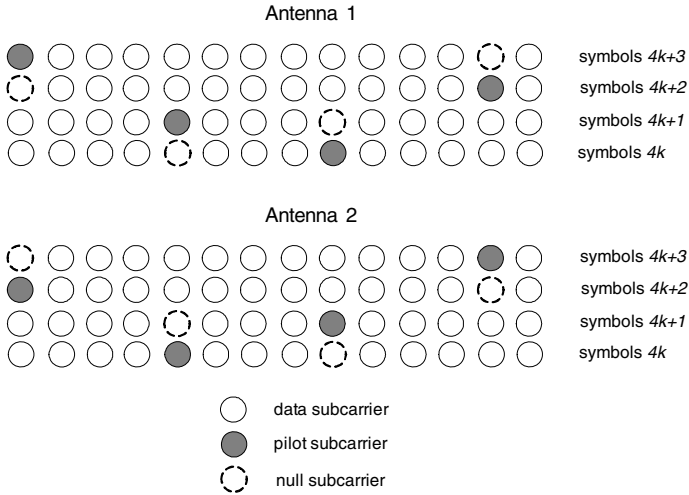 Antenna 1
symbols 4k+3
symbols 4k+2
symbols 4k+1
symbols 4k
Antenna 2
symbols 4k+3
symbols 4k+2
symbols 4k+1
symbols 4k
data subcarrier
pilot subcarrier
null subcarrier